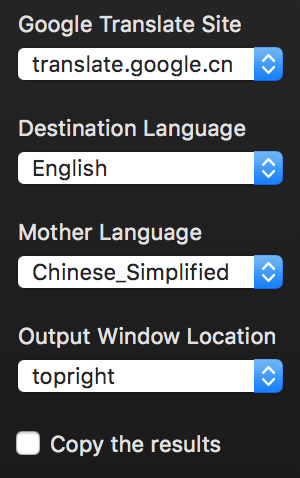 Google Translate Site
translate.google.cn
Destination Language
English
Mother Language
Chinese_Simplified
Output Window Location
topright
Copy the results